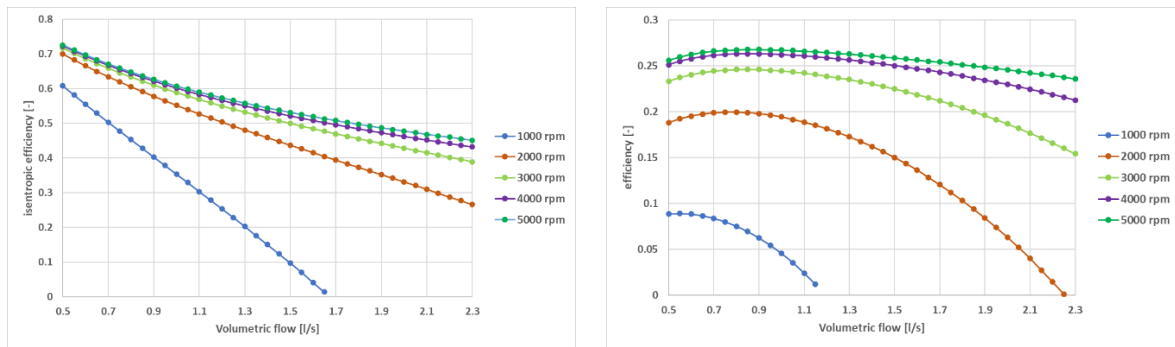 0.8
0.7
0.6
0.5
0.4
0.3
0.2
0.1
0
isentropic efficiency [-]
0.5 0.7 0.9 1.1 1.3 1.5 1.7 1.9 2.1 2.3
Volumetric flow [l/s]
1000 rpm
2000 rpm
3000 rpm
4000 rpm
5000 rpm
0.3
0.25
0.2
0.15
0.1
0.05
0
efficiency [-]
0.5 0.7 0.9 1.1 1.3 1.5 1.7 1.9 2.1 2.3
Volumetric flow [l/s]
1000 rpm
2000 rpm
3000 rpm
4000 rpm
5000 rpm